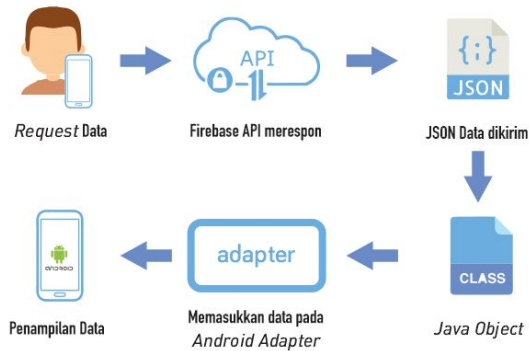 API
{;}
JSON
Request Data
Firebase API merespon
JSON Data dikirim
android
adapter
CLASS
Penampilan Data
Memasukkan data pada
Android Adapter
Java Object